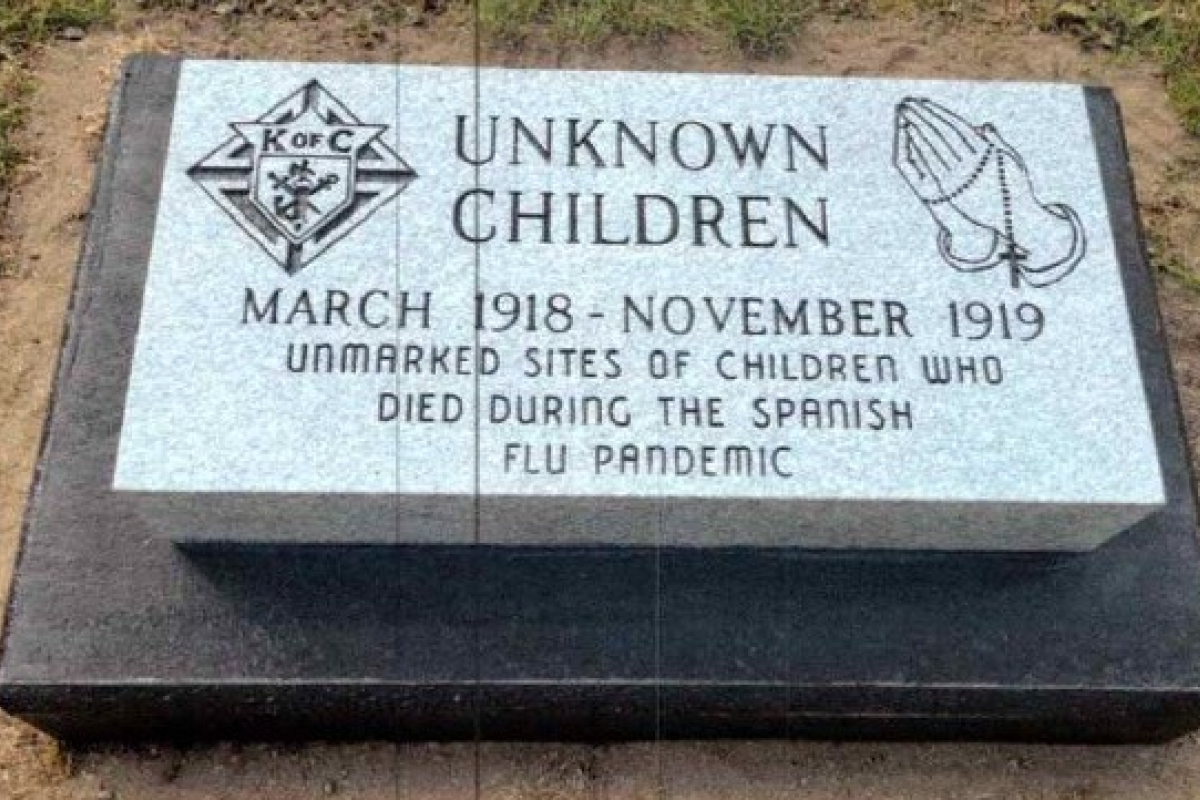 K OF C
UNKNOWN
CHILDREN
MARCH 1918 - NOVEMBER 1919
UNMARKED SITES OF CHILDREN WHO
DIED DURING THE SPANISH
FLU PANDEMIC